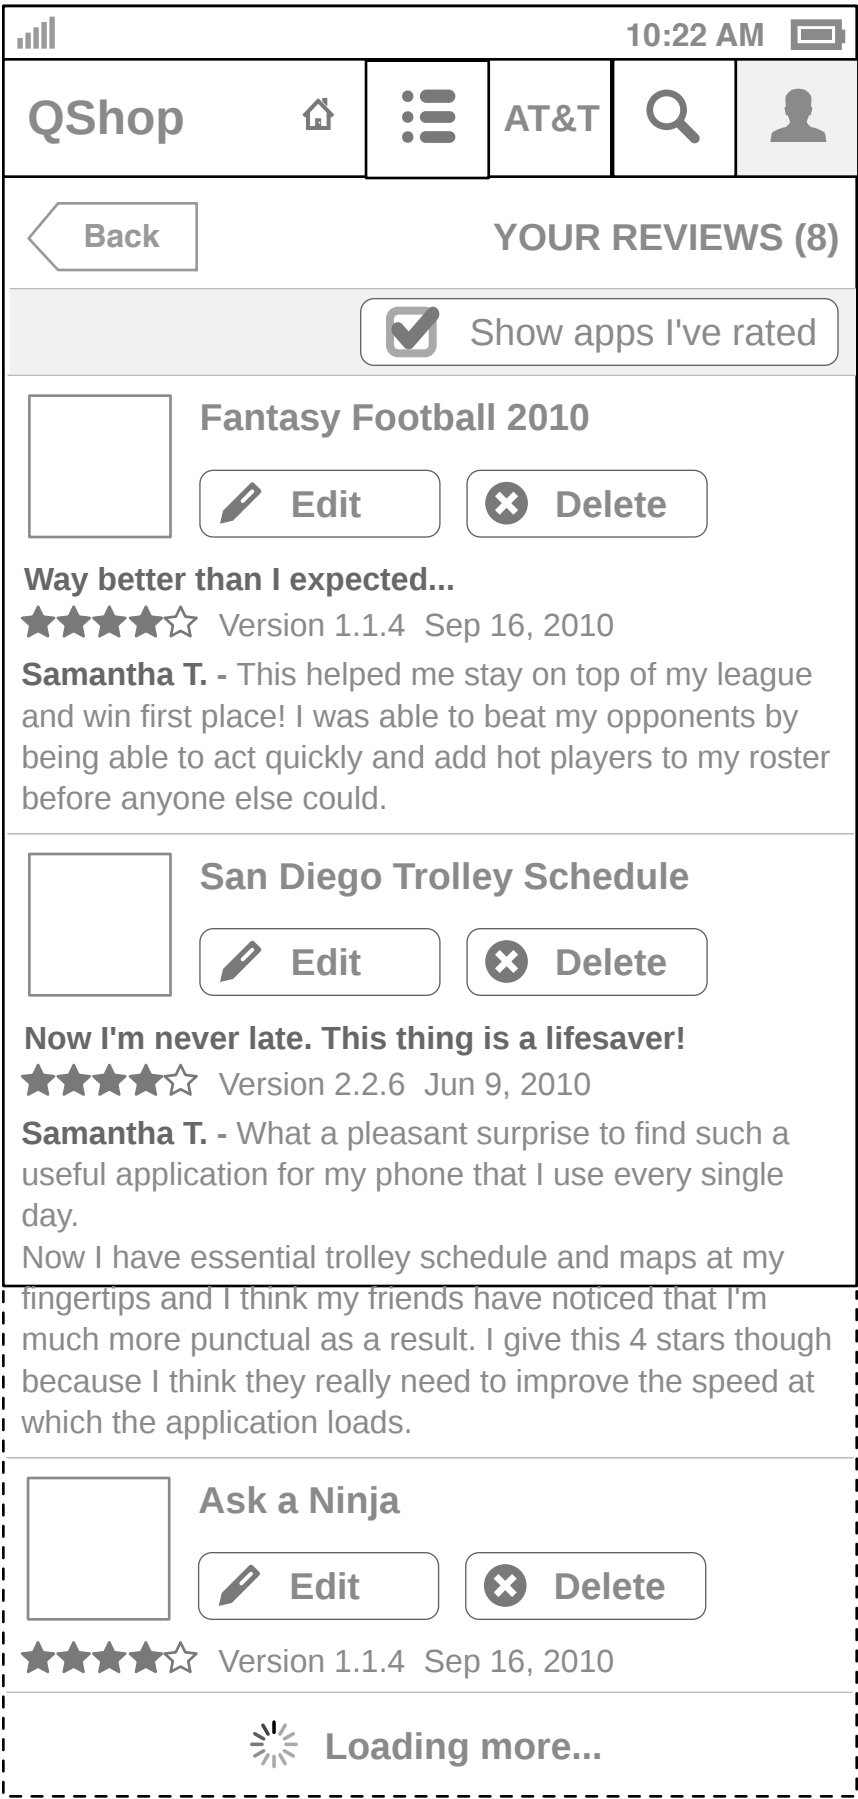 10:22 AM
QShop
AT&T
Back
YOUR REVIEWS (8)
Show apps I've rated
Fantasy Football 2010
Edit
Delete
Way better than I expected...
Version 1.1.4 Sep 16, 2010
Samantha T. - This helped me stay on top of my league
and win first place! I was able to beat my opponents by
being able to act quickly and add hot players to my roster
before anyone else could.
San Diego Trolley Schedule
Edit
Delete
Now I'm never late. This thing is a lifesaver!
Version 2.2.6 Jun 9, 2010
Samantha T. - What a pleasant surprise to find such a
useful application for my phone that I use every single
day.
Now I have essential trolley schedule and maps at my
fingertips and I think my friends have noticed that I'm
much more punctual as a result. I give this 4 stars though
because I think they really need to improve the speed at
which the application loads.
Ask a Ninja
Edit
Delete
Version 1.1.4 Sep 16, 2010
Loading more...